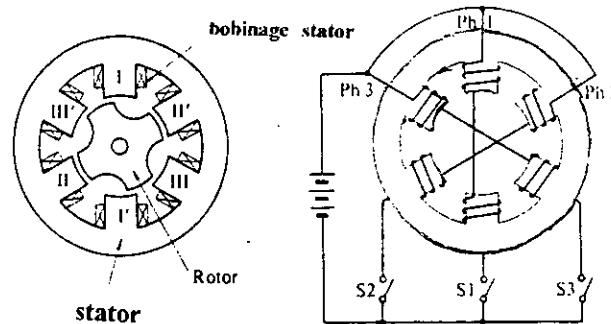 bobinage stator
I
III'
II'
II
III
I'
Rotor
stator
Ph 1
Ph 3
Ph
S2
S1
S3